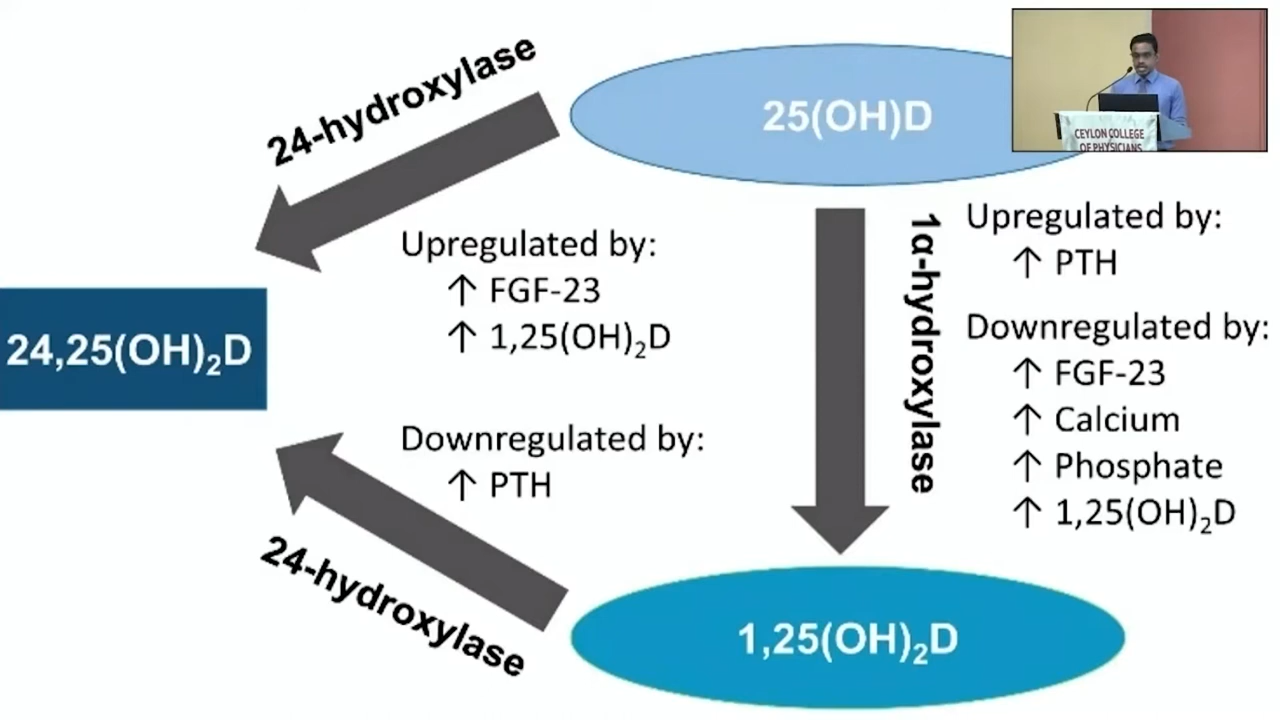 24-hydroxylase
25(OH)D
CEYLON COLLEGE
OF PHYSICIANS
Upregulated by:
↑ FGF-23
↑ 1,25(OH)₂D
1α-hydroxylase
Upregulated by:
↑ PTH
Downregulated by:
↑ FGF-23
↑ Calcium
↑ Phosphate
↑ 1,25(OH)₂D
24,25(OH)₂D
Downregulated by:
↑ PTH
24-hydroxylase
1,25(OH)₂D